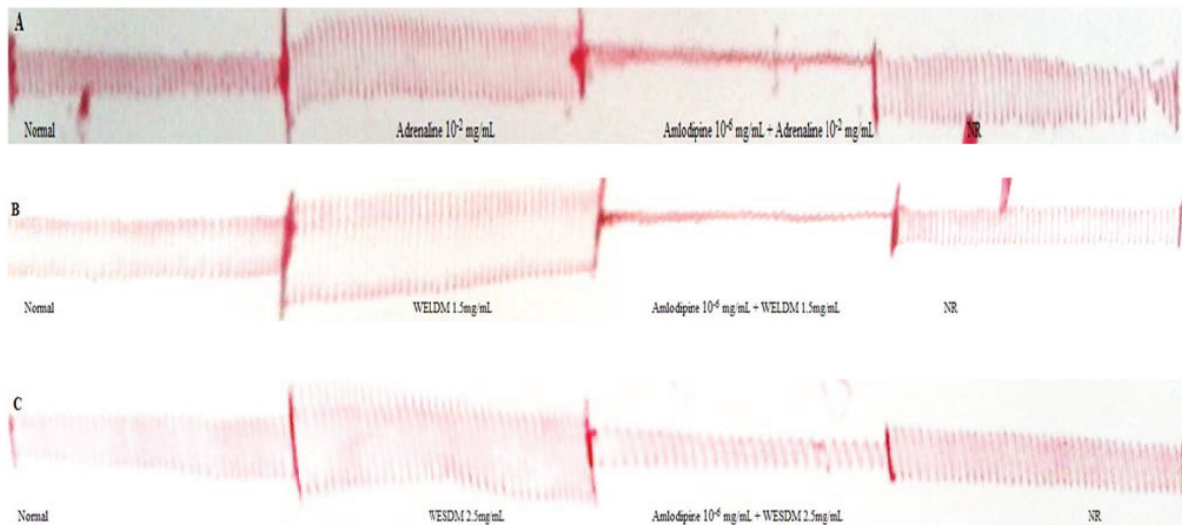 A
Normal Adrenaline 10⁻² mg/mL Amlodipine 10⁻⁶ mg/mL + Adrenaline 10⁻² mg/mL NR
B
Normal WELDM 1.5mg/mL Amlodipine 10⁻⁶ mg/mL + WELDM 1.5mg/mL NR
C
Normal WESDM 2.5mg/mL Amlodipine 10⁻⁶ mg/mL + WESDM 2.5mg/mL NR